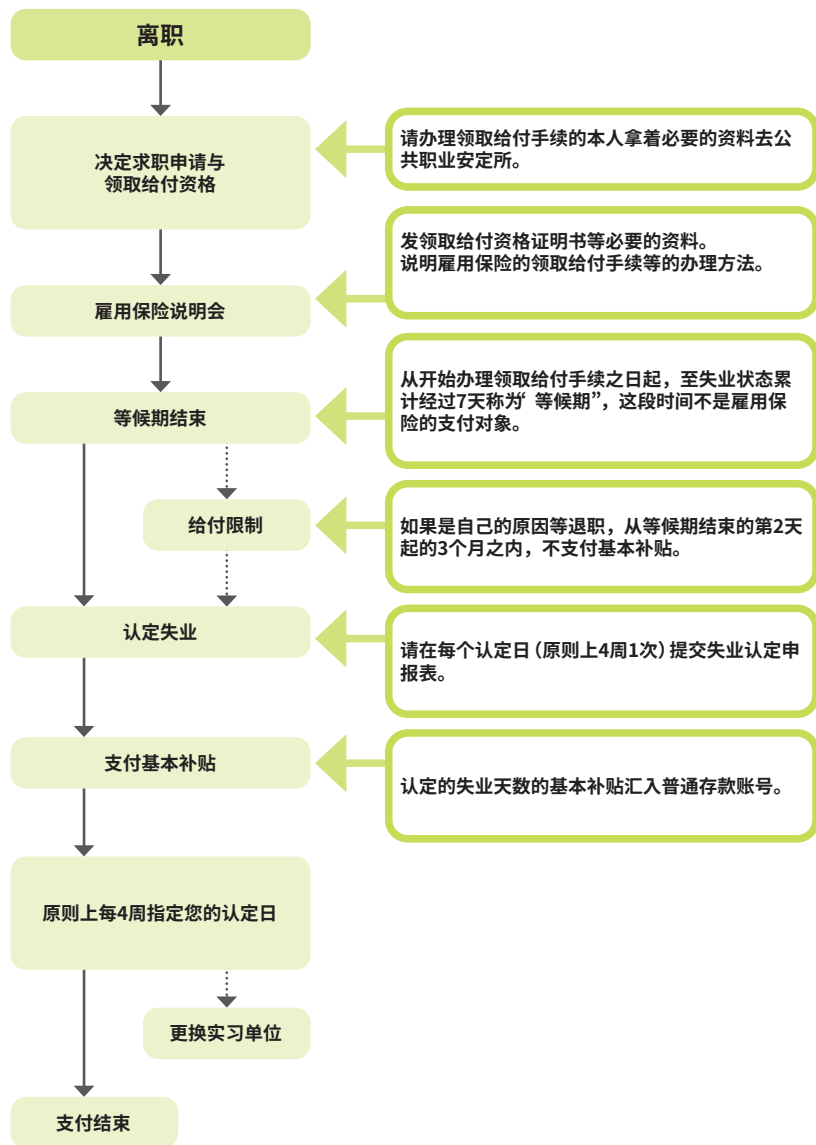 离职
请办理领取给付手续的本人拿着必要的资料去公
共职业安定所。
决定求职申请与
领取给付资格
发领取给付资格证明书等必要的资料。
说明雇用保险的领取给付手续等的办理方法。
雇用保险说明会
从开始办理领取给付手续之日起，至失业状态累
计经过7天称为“等候期”，这段时间不是雇用保
险的支付对象。
等候期结束
给付限制
如果是自己的原因等退职，从等候期结束的第2天
起的3个月之内，不支付基本补贴。
认定失业
请在每个认定日（原则上4周1次）提交失业认定申
报表。
支付基本补贴
认定的失业天数的基本补贴汇入普通存款账号。
原则上每4周指定您的认定日
更换实习单位
支付结束